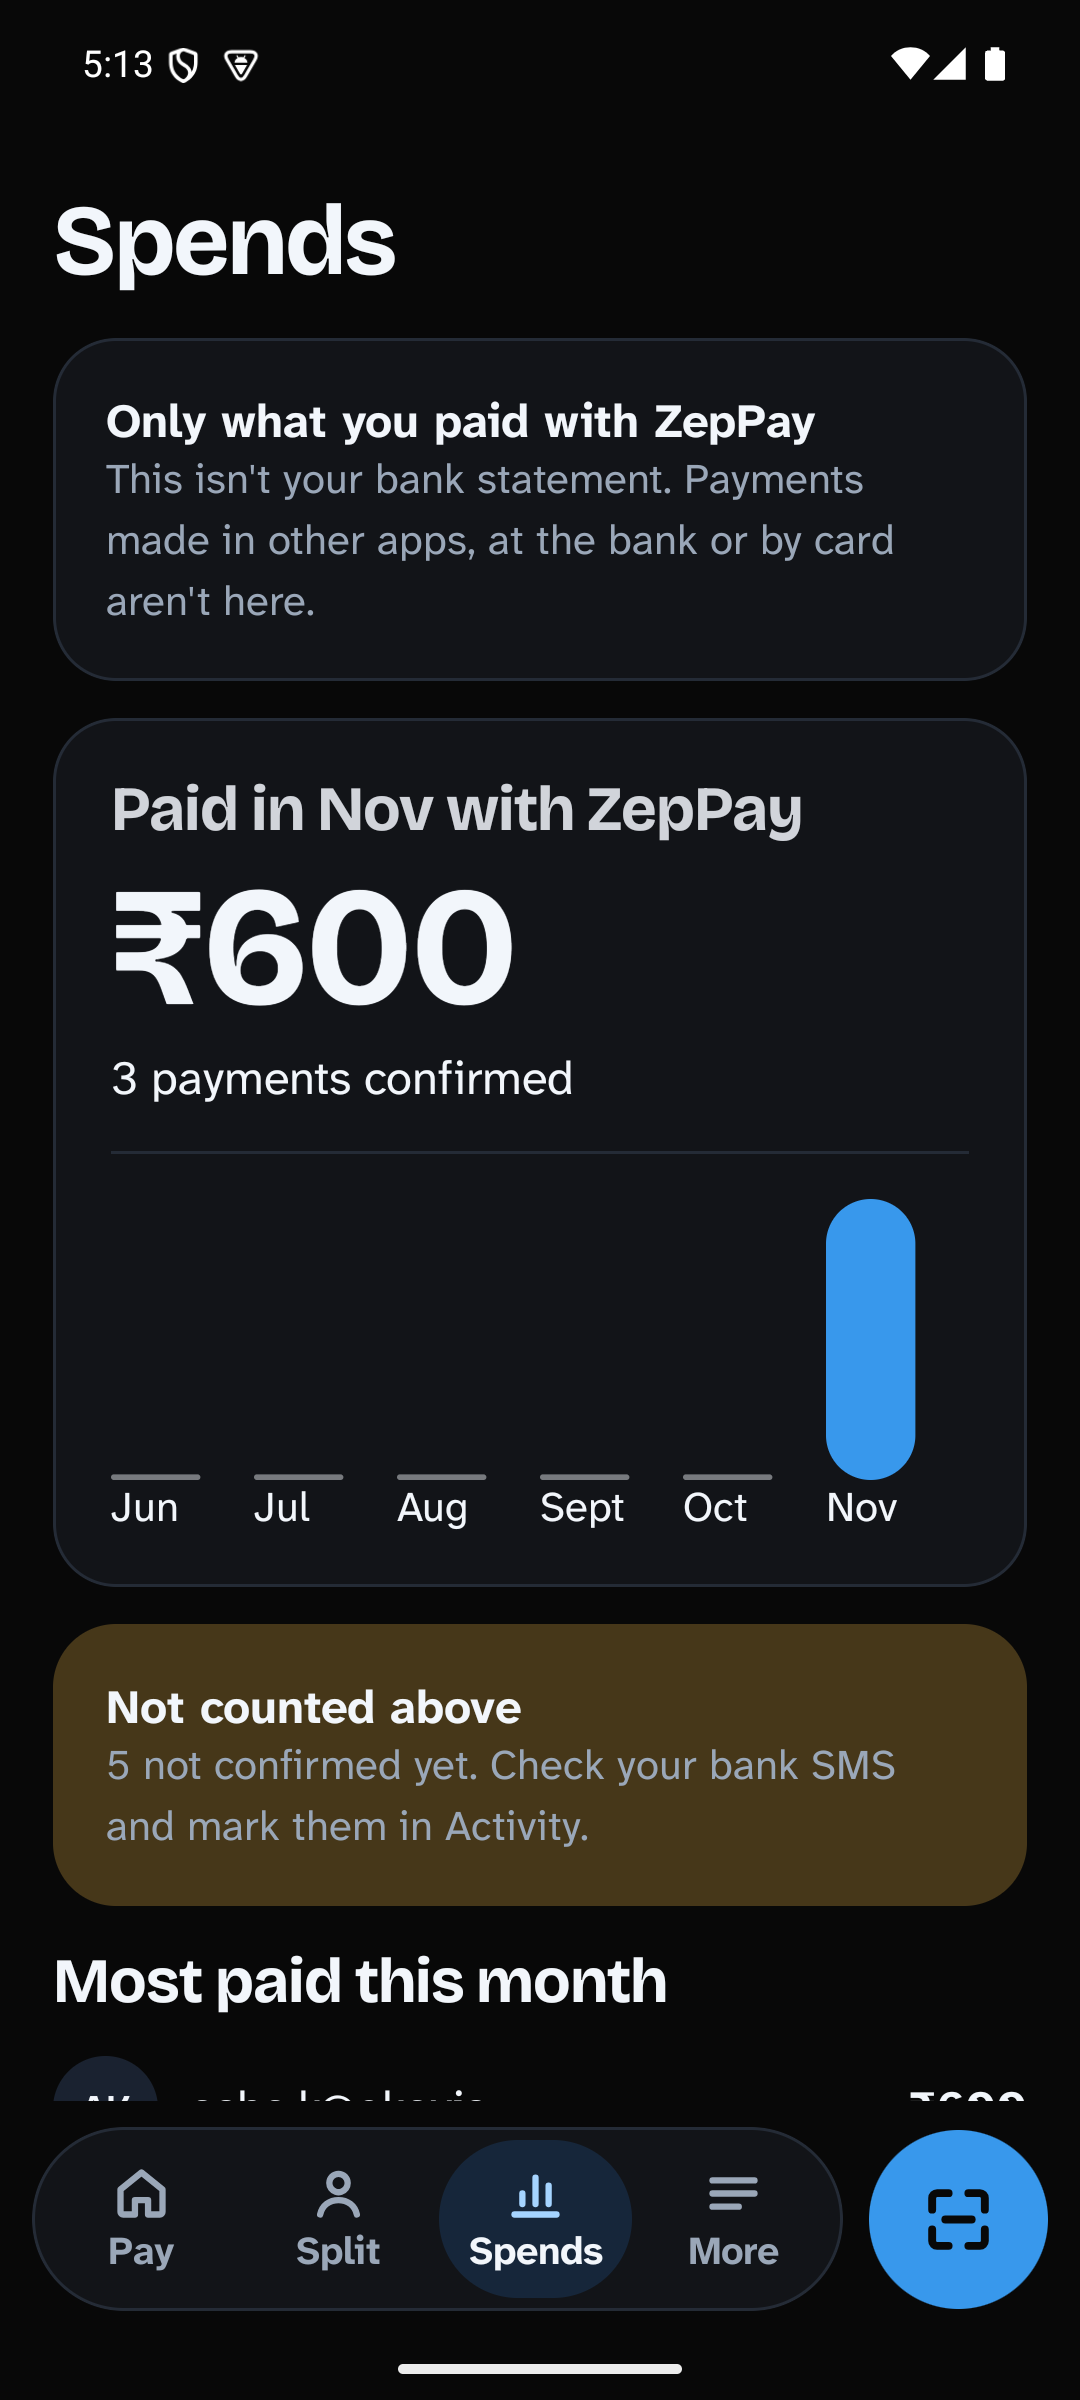 5:13
Spends
Only what you paid with ZepPay
This isn't your bank statement. Payments
made in other apps, at the bank or by card
aren't here.
Paid in Nov with ZepPay
₹600
3 payments confirmed
Jun Jul Aug Sept Oct Nov
Not counted above
5 not confirmed yet. Check your bank SMS
and mark them in Activity.
Most paid this month
Pay Split Spends More